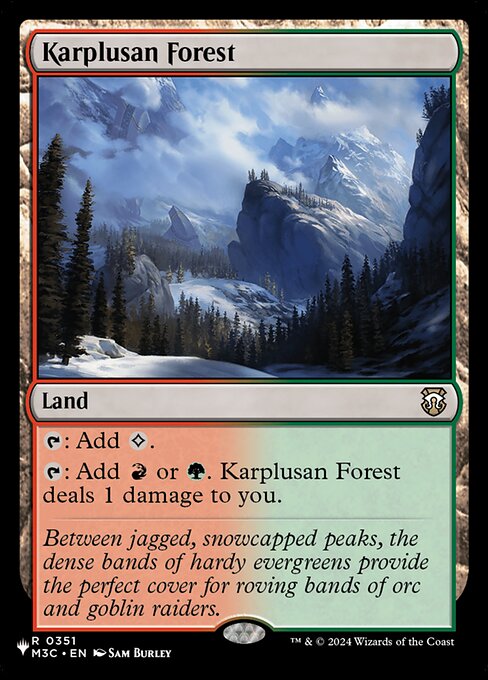 Karplusan Forest
Land
: Add .
: Add or . Karplusan Forest
deals 1 damage to you.
Between jagged, snowcapped peaks, the
dense bands of hardy evergreens provide
the perfect cover for roving bands of orc
and goblin raiders.
R 0351
M3C • EN SAM BURLEY
™ & © 2024 Wizards of the Coast